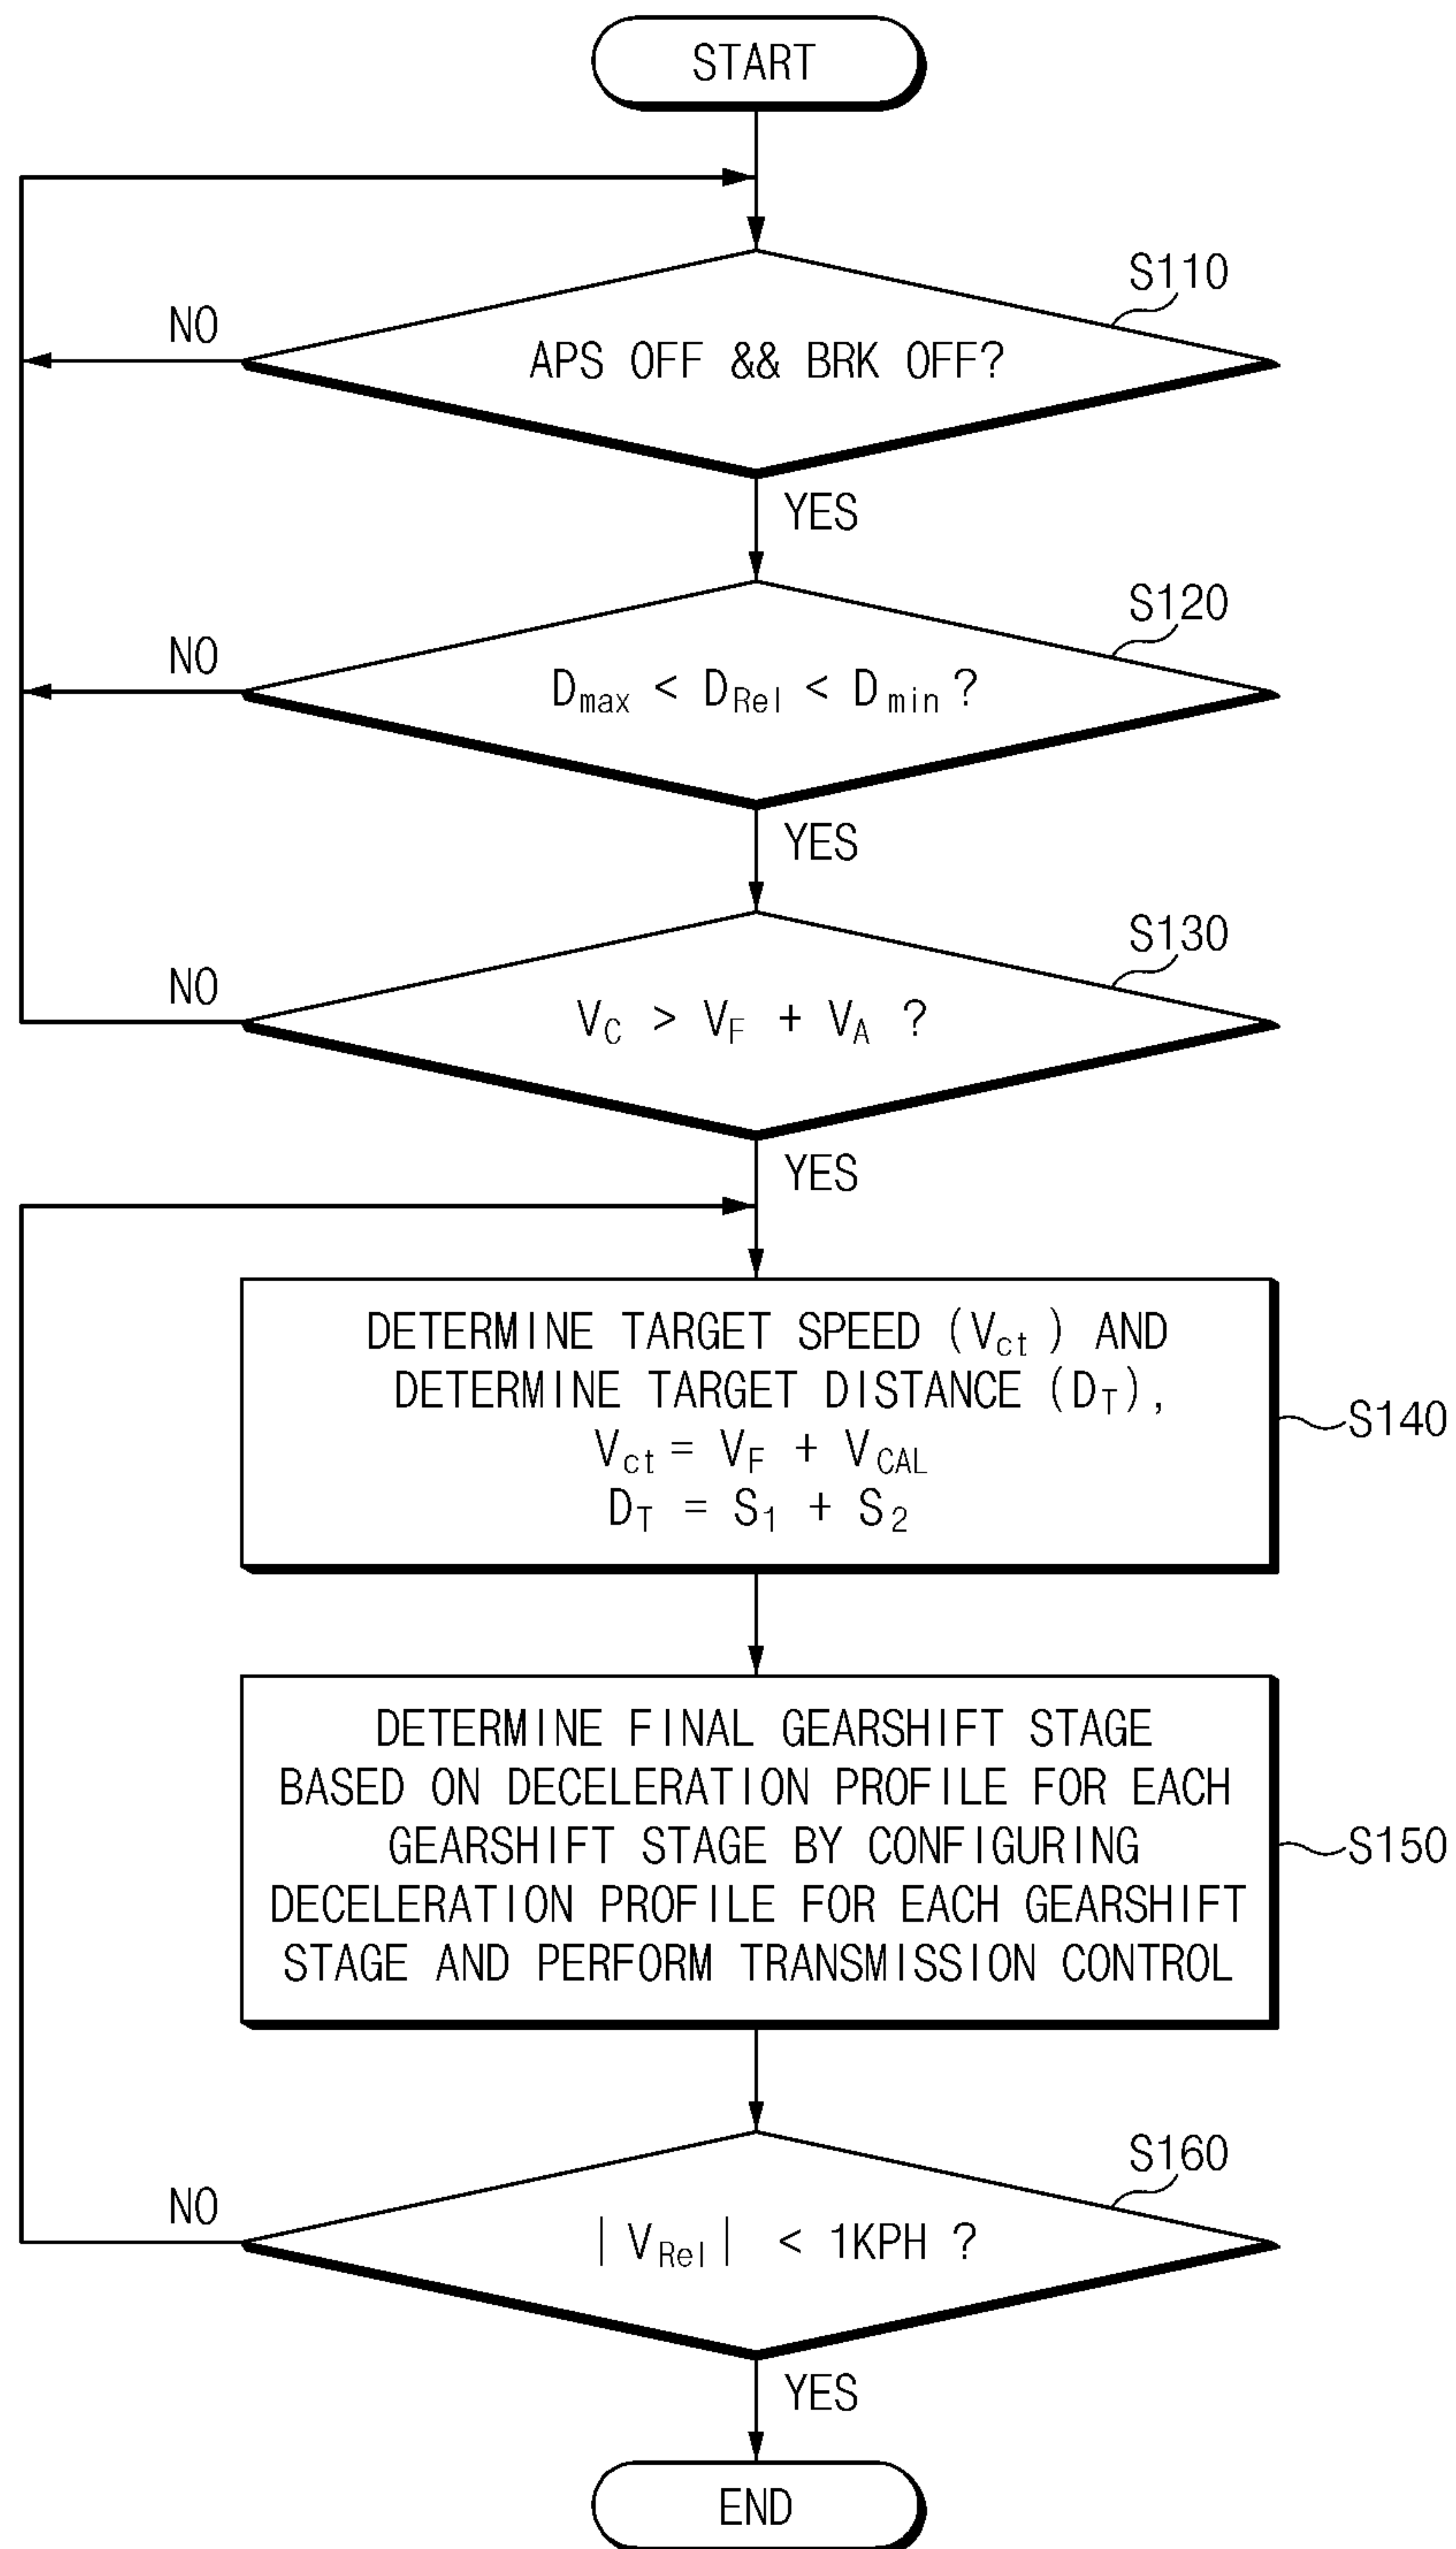 START
S110
NO
APS OFF && BRK OFF?
YES
S120
NO
Dmax < DRel < Dmin ?
YES
S130
NO
VC > VF + VA ?
YES
DETERMINE TARGET SPEED (Vct) AND
DETERMINE TARGET DISTANCE (DT),
Vct = VF + VCAL
DT = S1 + S2
S140
DETERMINE FINAL GEARSHIFT STAGE
BASED ON DECELERATION PROFILE FOR EACH
GEARSHIFT STAGE BY CONFIGURING
DECELERATION PROFILE FOR EACH GEARSHIFT
STAGE AND PERFORM TRANSMISSION CONTROL
S150
S160
NO
| VRel | < 1KPH ?
YES
END